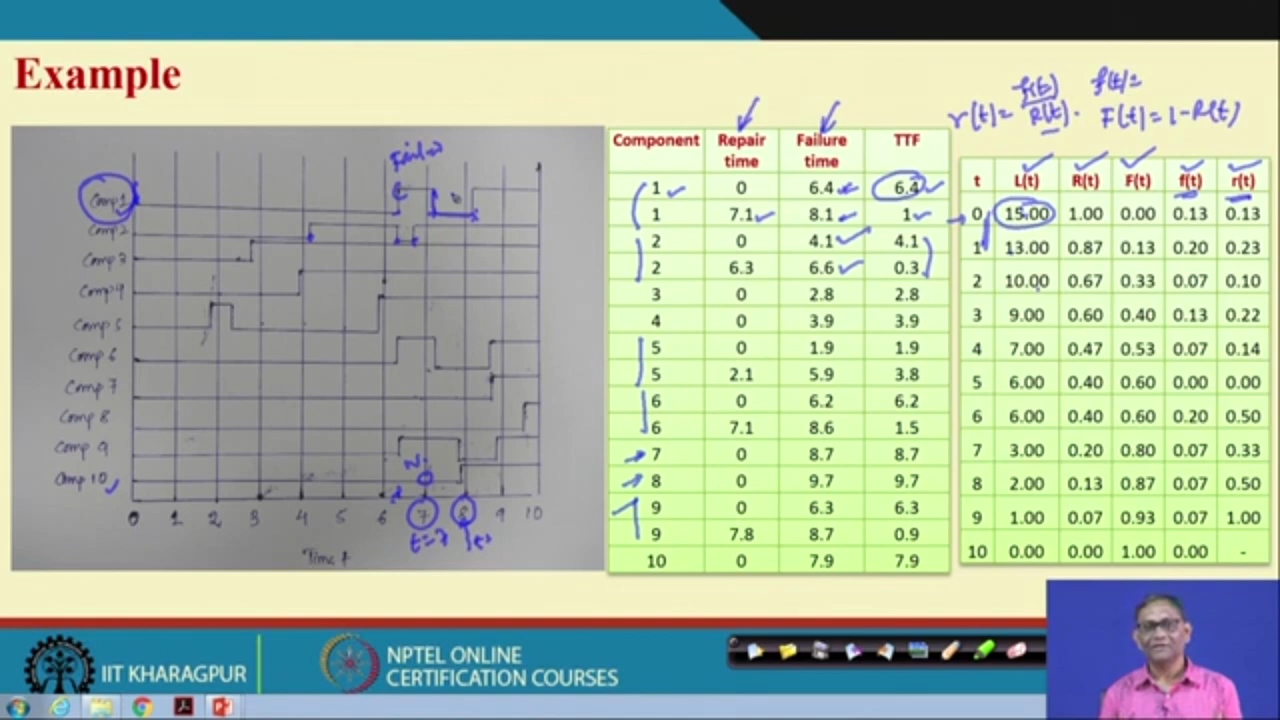 Example
r(t) = f(t) / R(t) . f(t) =
F(t) = 1 - R(t)
Comp 1
Comp 2
Comp 3
Comp 4
Comp 5
Comp 6
Comp 7
Comp 8
Comp 9
Comp 10
0 1 2 3 4 5 6 7 8 9 10
t=7
Time t
Component Repair time Failure time TTF
1 0 6.4 6.4
1 7.1 8.1 1
2 0 4.1 4.1
2 6.3 6.6 0.3
3 0 2.8 2.8
4 0 3.9 3.9
5 0 1.9 1.9
5 2.1 5.9 3.8
6 0 6.2 6.2
6 7.1 8.6 1.5
7 0 8.7 8.7
8 0 9.7 9.7
9 0 6.3 6.3
9 7.8 8.7 0.9
10 0 7.9 7.9
t L(t) R(t) F(t) f(t) r(t)
0 15.00 1.00 0.00 0.13 0.13
1 13.00 0.87 0.13 0.20 0.23
2 10.00 0.67 0.33 0.07 0.10
3 9.00 0.60 0.40 0.13 0.22
4 7.00 0.47 0.53 0.07 0.14
5 6.00 0.40 0.60 0.00 0.00
6 6.00 0.40 0.60 0.20 0.50
7 3.00 0.20 0.80 0.07 0.33
8 2.00 0.13 0.87 0.07 0.50
9 1.00 0.07 0.93 0.07 1.00
10 0.00 0.00 1.00 0.00 -
IIT KHARAGPUR
NPTEL ONLINE
CERTIFICATION COURSES